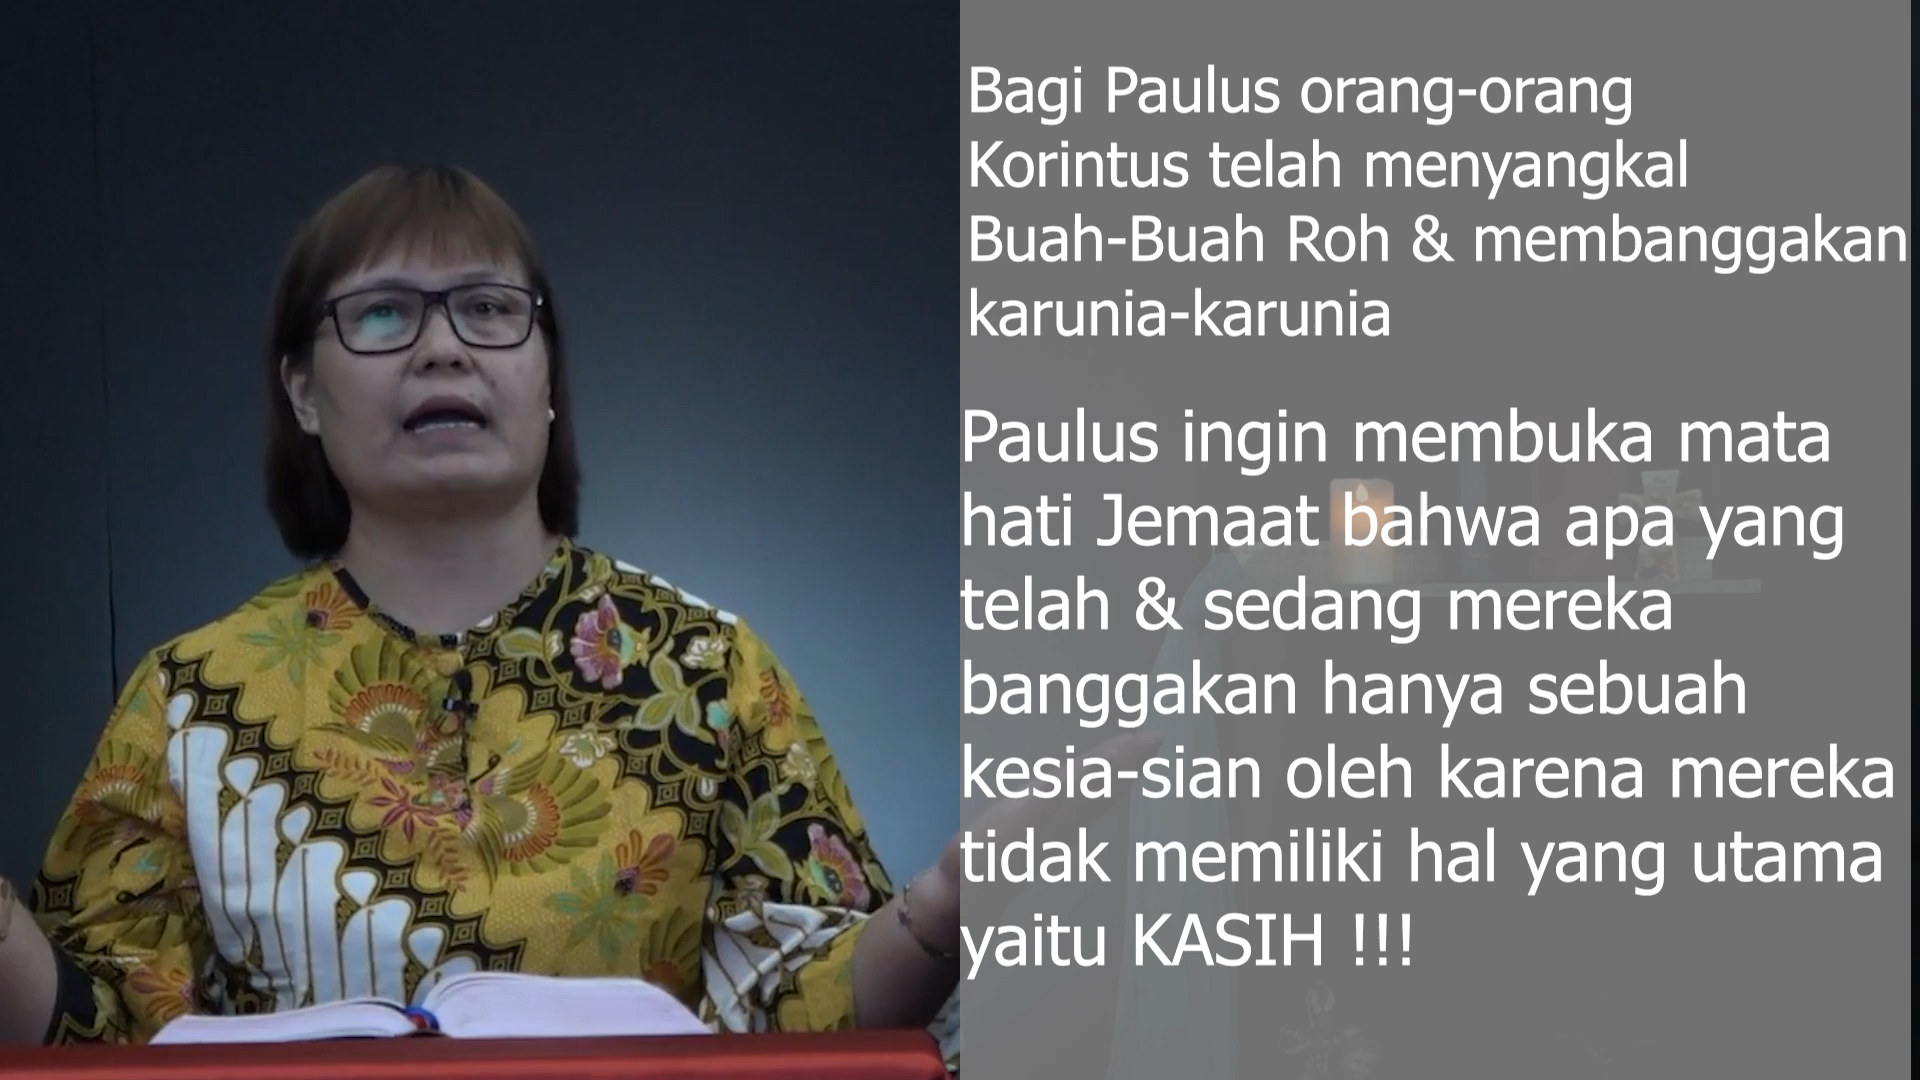 Bagi Paulus orang-orang
Korintus telah menyangkal
Buah-Buah Roh & membanggakan
karunia-karunia
Paulus ingin membuka mata
hati Jemaat bahwa apa yang
telah & sedang mereka
banggakan hanya sebuah
kesia-sian oleh karena mereka
tidak memiliki hal yang utama
yaitu KASIH !!!